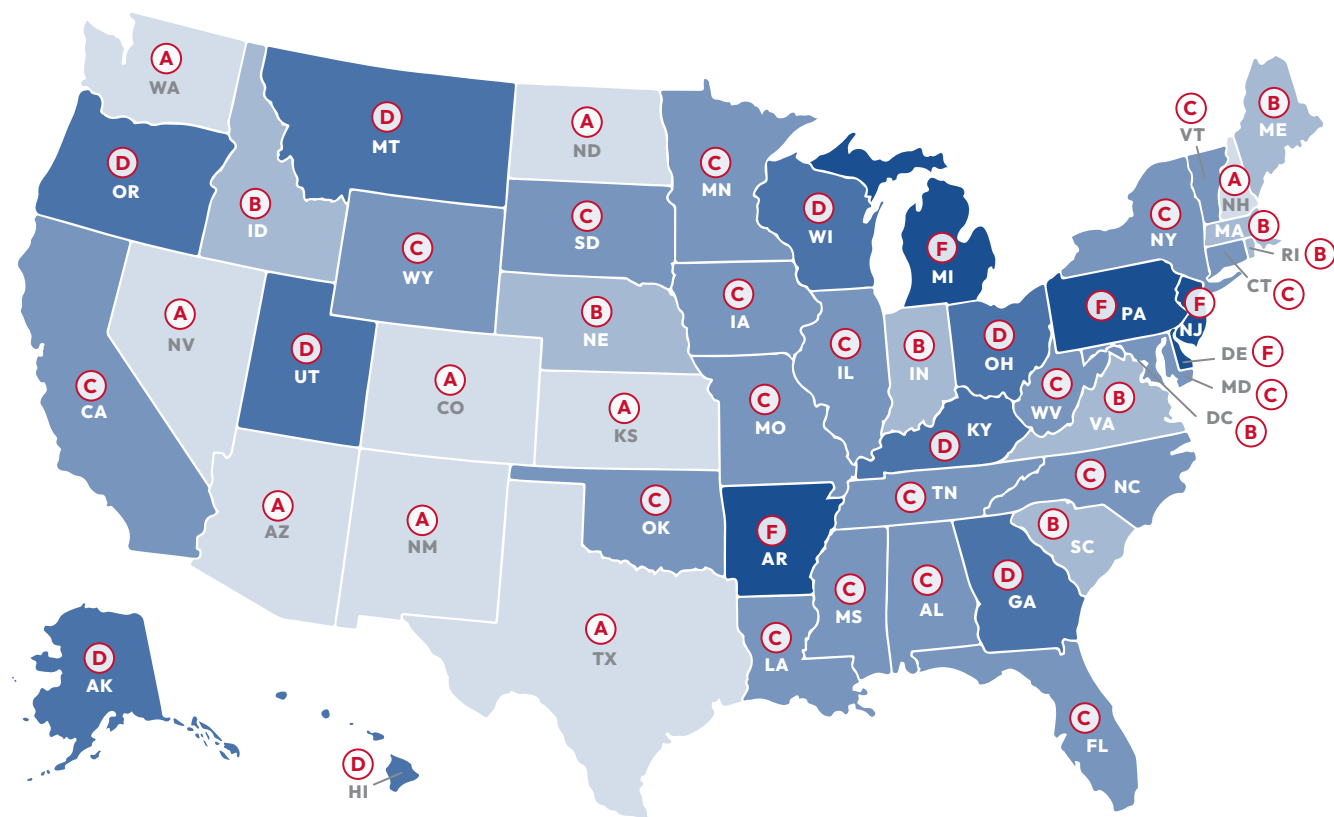 A
WA
D
OR
B
ID
D
MT
A
ND
C
MN
D
WI
F
MI
C
VT
B
ME
A
NH
C
NY
MA B
RI B
CT C
C
WY
C
SD
C
IA
B
NE
A
NV
C
CA
D
UT
A
CO
A
KS
C
MO
C
IL
B
IN
D
OH
F PA
F
NJ
DE F
MD C
DC B
C
WV
B
VA
KY
D
C TN
C NC
B
SC
A
AZ
A
NM
C
OK
F
AR
C
MS
C
AL
D
GA
A
TX
C
LA
C
FL
D
AK
D
HI